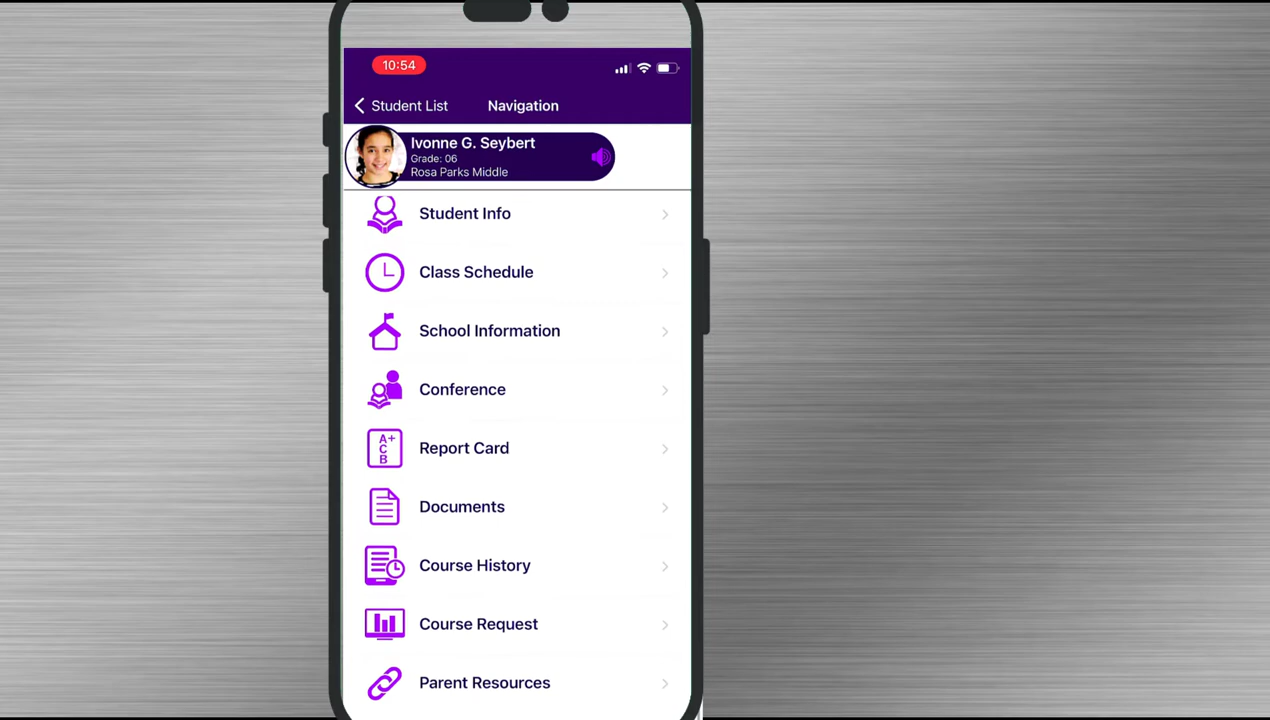 10:54
Student List Navigation
Ivonne G. Seybert
Grade: 06
Rosa Parks Middle
Student Info
Class Schedule
School Information
Conference
A+
C
B
Report Card
Documents
Course History
Course Request
Parent Resources